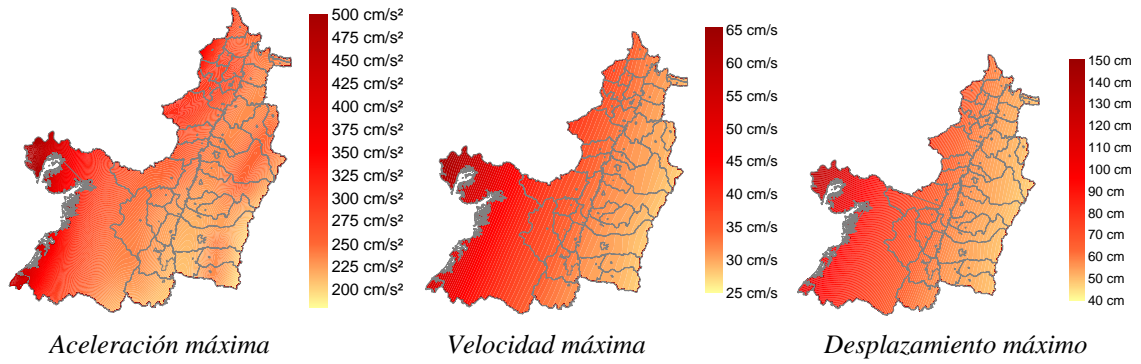 500 cm/s²
475 cm/s²
450 cm/s²
425 cm/s²
400 cm/s²
375 cm/s²
350 cm/s²
325 cm/s²
300 cm/s²
275 cm/s²
250 cm/s²
225 cm/s²
200 cm/s²
Aceleración máxima
65 cm/s
60 cm/s
55 cm/s
50 cm/s
45 cm/s
40 cm/s
35 cm/s
30 cm/s
25 cm/s
Velocidad máxima
150 cm
140 cm
130 cm
120 cm
110 cm
100 cm
90 cm
80 cm
70 cm
60 cm
50 cm
40 cm
Desplazamiento máximo